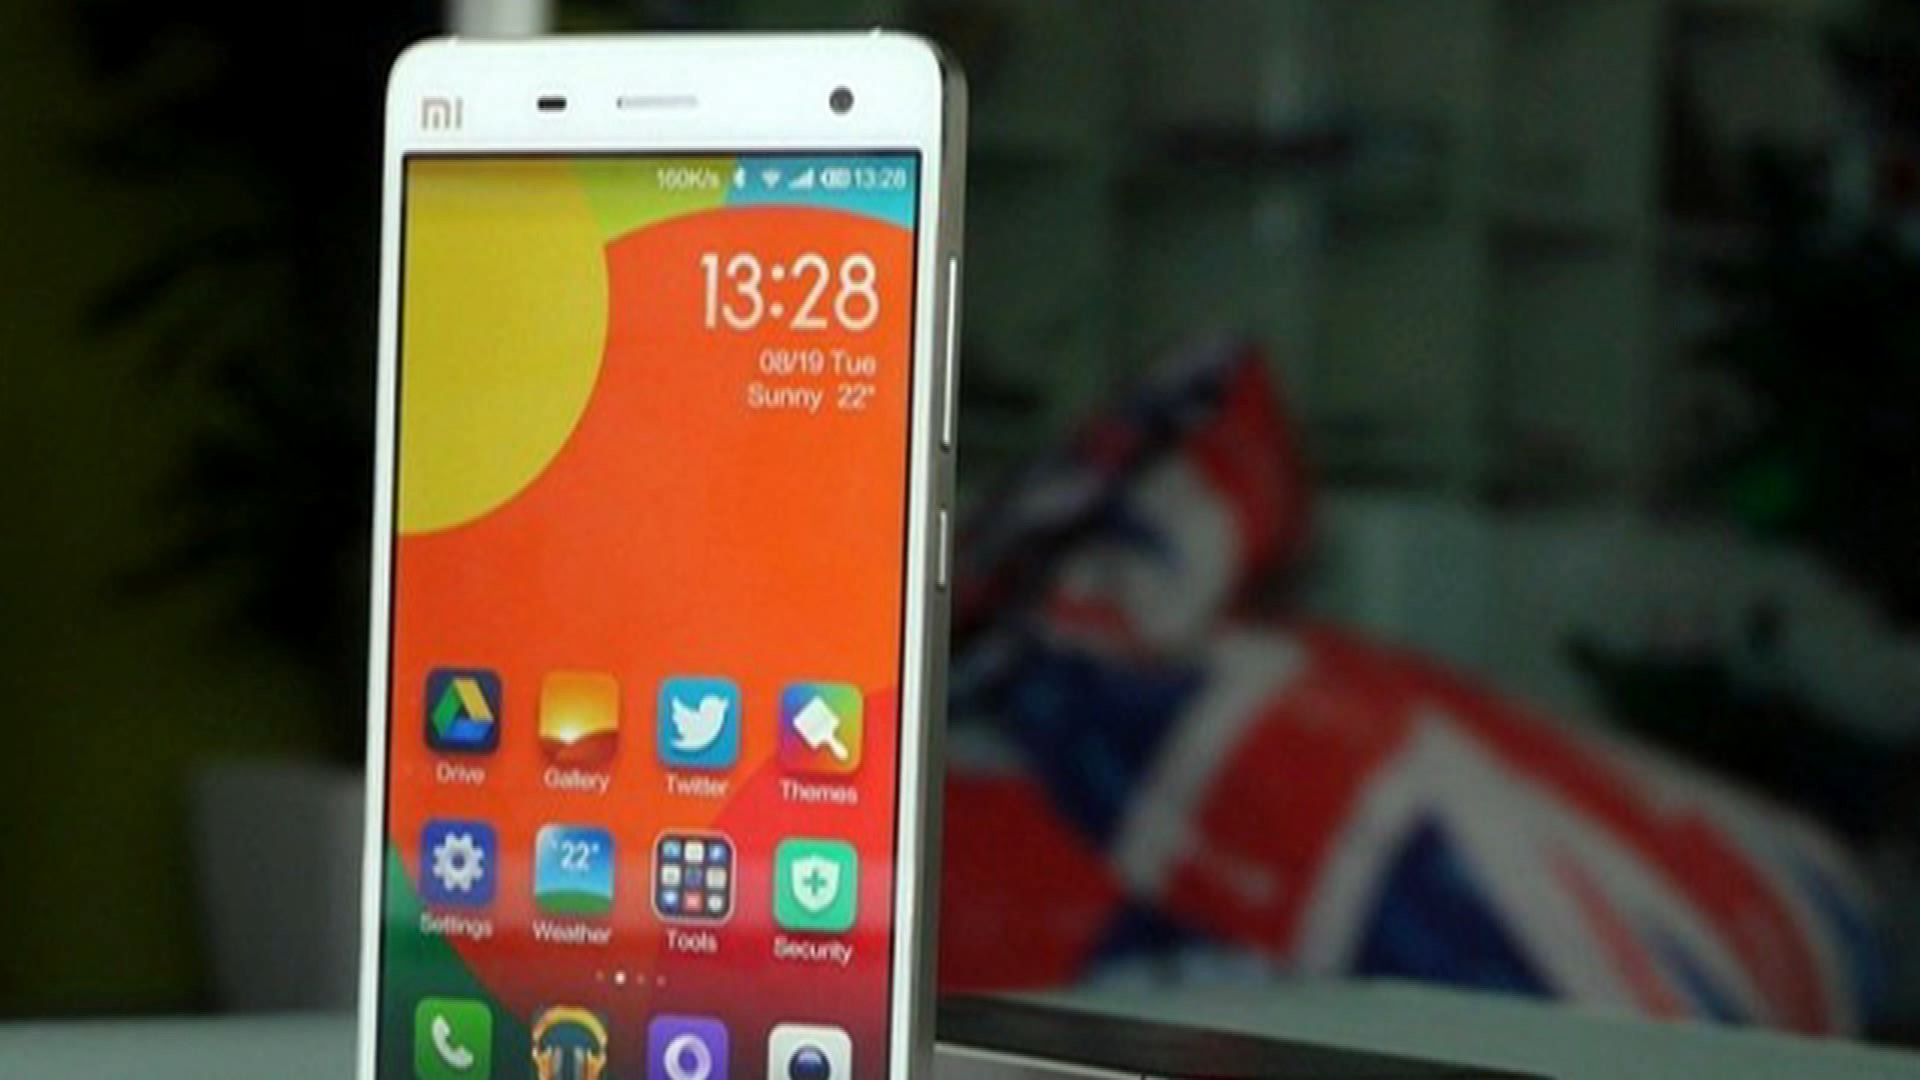 mi
160K/s 13:28
13:28
08/19 Tue
Sunny 22°
Drive Gallery Twitter Themes
22°
Settings Weather Tools Security